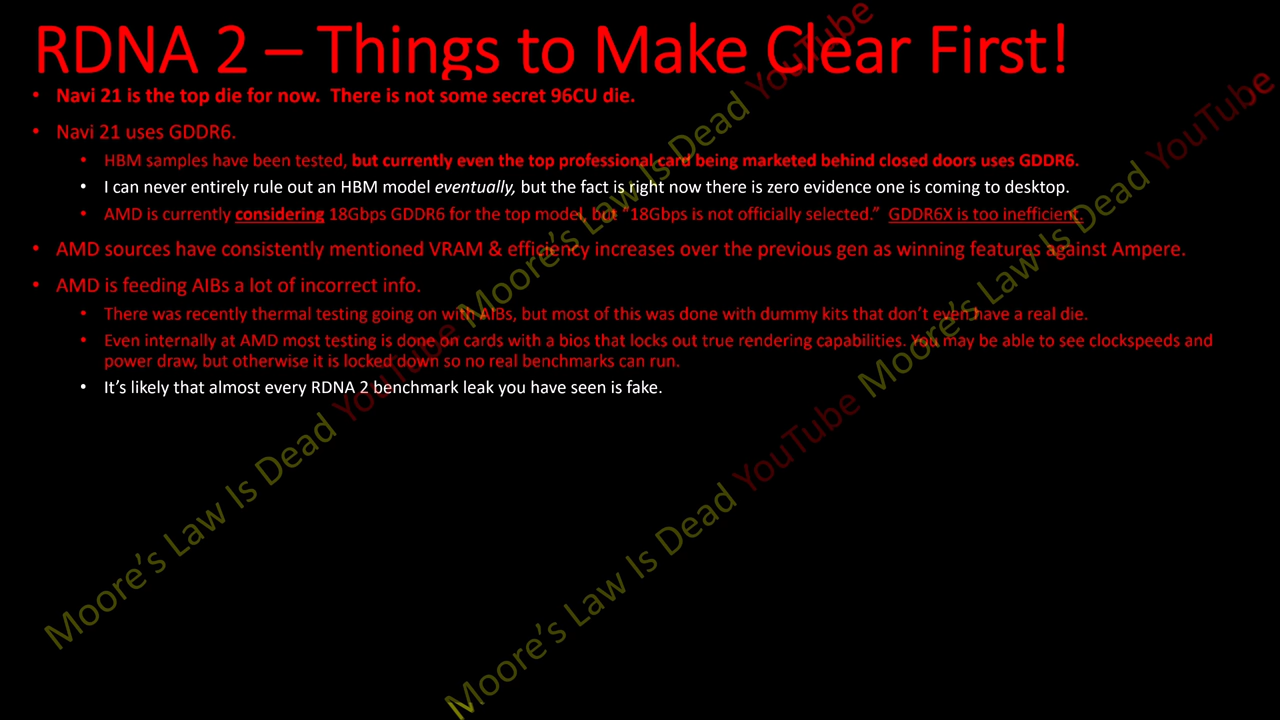 RDNA 2 – Things to Make Clear First!
• Navi 21 is the top die for now.  There is not some secret 96CU die.
• Navi 21 uses GDDR6.
• HBM samples have been tested, but currently even the top professional card being marketed behind closed doors uses GDDR6.
• I can never entirely rule out an HBM model eventually, but the fact is right now there is zero evidence one is coming to desktop.
• AMD is currently considering 18Gbps GDDR6 for the top model, but “18Gbps is not officially selected.”  GDDR6X is too inefficient.
• AMD sources have consistently mentioned VRAM & efficiency increases over the previous gen as winning features against Ampere.
• AMD is feeding AIBs a lot of incorrect info.
• There was recently thermal testing going on with AIBs, but most of this was done with dummy kits that don’t even have a real die.
• Even internally at AMD most testing is done on cards with a bios that locks out true rendering capabilities. You may be able to see clockspeeds and
power draw, but otherwise it is locked down so no real benchmarks can run.
• It’s likely that almost every RDNA 2 benchmark leak you have seen is fake.
Moore’s Law Is Dead YouTube Moore’s Law Is Dead YouTube
Moore’s Law Is Dead YouTube Moore’s Law Is Dead YouTube